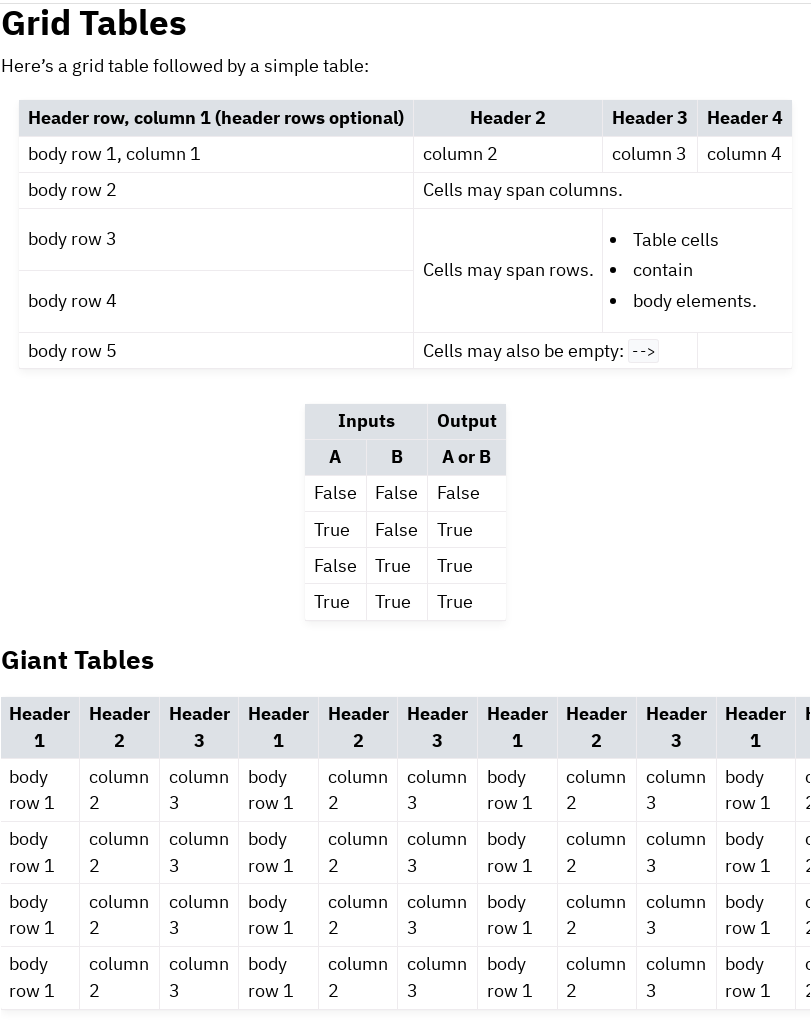 Grid Tables
Here’s a grid table followed by a simple table:
Header row, column 1 (header rows optional) Header 2 Header 3 Header 4
body row 1, column 1 column 2 column 3 column 4
body row 2 Cells may span columns.
body row 3
Cells may span rows.
• Table cells
• contain
• body elements.
body row 4
body row 5 Cells may also be empty: -->
Inputs Output
A B A or B
False False False
True False True
False True True
True True True
Giant Tables
Header Header Header Header Header Header Header Header Header Header
1 2 3 1 2 3 1 2 3 1
body column column body column column body column column body
row 1 2 3 row 1 2 3 row 1 2 3 row 1
body column column body column column body column column body
row 1 2 3 row 1 2 3 row 1 2 3 row 1
body column column body column column body column column body
row 1 2 3 row 1 2 3 row 1 2 3 row 1
body column column body column column body column column body
row 1 2 3 row 1 2 3 row 1 2 3 row 1